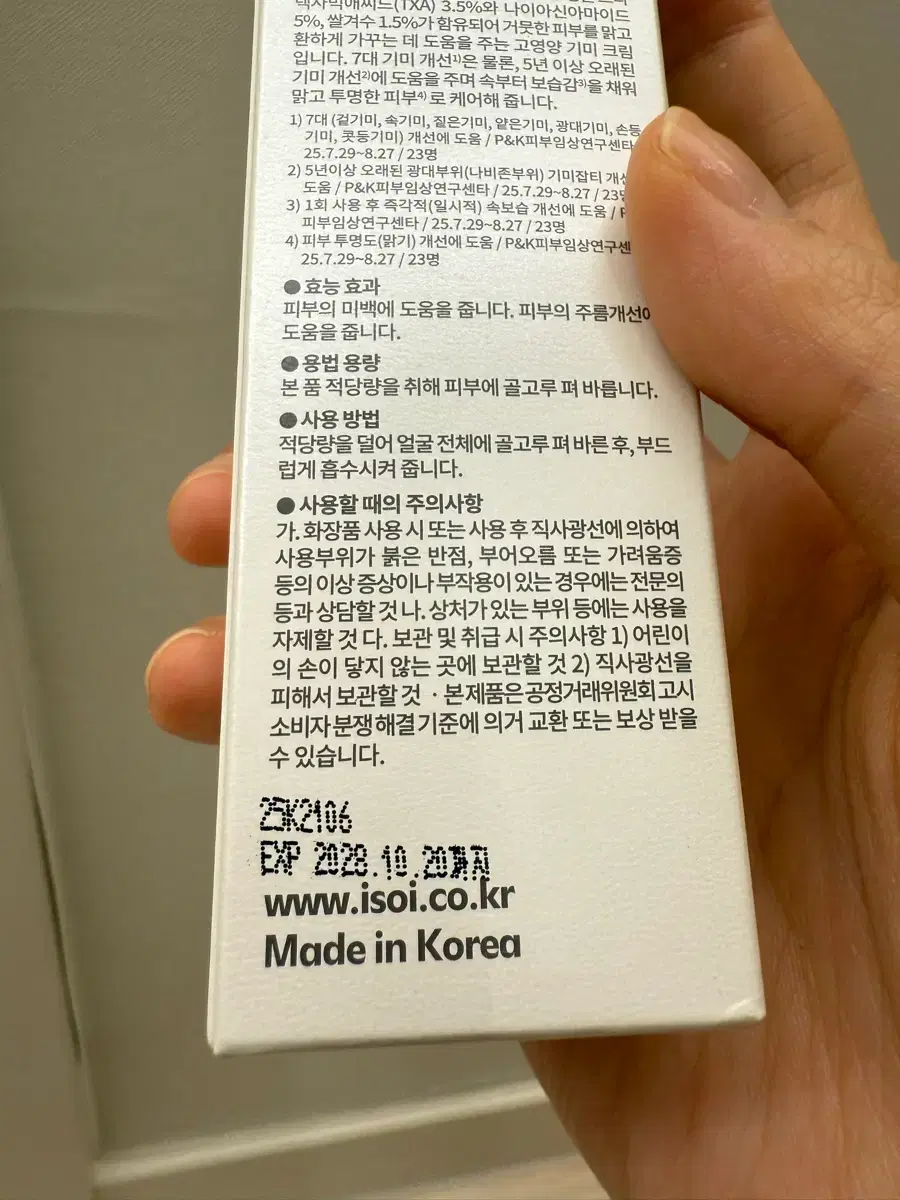 (TXA) 3.5%와 나이아신아마이드
5%, 쌀겨수 1.5%가 함유되어 거뭇한 피부를 맑고
환하게 가꾸는 데 도움을 주는 고영양 기미 크림
입니다. 7대 기미 개선1)은 물론, 5년 이상 오래된
기미 개선2)에 도움을 주며 속부터 보습감3)을 채워
맑고 투명한 피부4) 로 케어해 줍니다.
1) 7대 (겉기미, 속기미, 짙은기미, 얕은기미, 광대기미, 손등
기미, 콧등기미) 개선에 도움 / P&K피부임상연구센타
25.7.29~8.27 / 23명
2) 5년이상 오래된 광대부위(나비존부위) 기미잡티
도움 / P&K피부임상연구센타 / 25.7.29~8.27 / 23명
3) 1회 사용 후 즉각적(일시적) 속보습 개선에 도움 /
피부임상연구센타 / 25.7.29~8.27 / 23명
4) 피부 투명도(맑기) 개선에 도움 / P&K피부임상연구센
25.7.29~8.27 / 23명
● 효능 효과
피부의 미백에 도움을 줍니다. 피부의 주름개선에
도움을 줍니다.
● 용법 용량
본 품 적당량을 취해 피부에 골고루 펴 바릅니다.
● 사용 방법
적당량을 덜어 얼굴 전체에 골고루 펴 바른 후, 부드
럽게 흡수시켜 줍니다.
● 사용할 때의 주의사항
가. 화장품 사용 시 또는 사용 후 직사광선에 의하여
사용부위가 붉은 반점, 부어오름 또는 가려움증
등의 이상 증상이나 부작용이 있는 경우에는 전문의
등과 상담할 것 나. 상처가 있는 부위 등에는 사용을
자제할 것 다. 보관 및 취급 시 주의사항 1) 어린이
의 손이 닿지 않는 곳에 보관할 것 2) 직사광선을
피해서 보관할 것 · 본 제품은 공정거래위원회 고시
소비자 분쟁 해결 기준에 의거 교환 또는 보상 받을
수 있습니다.
25K2106
EXP 2028.10.20까지
www.isoi.co.kr
Made in Korea